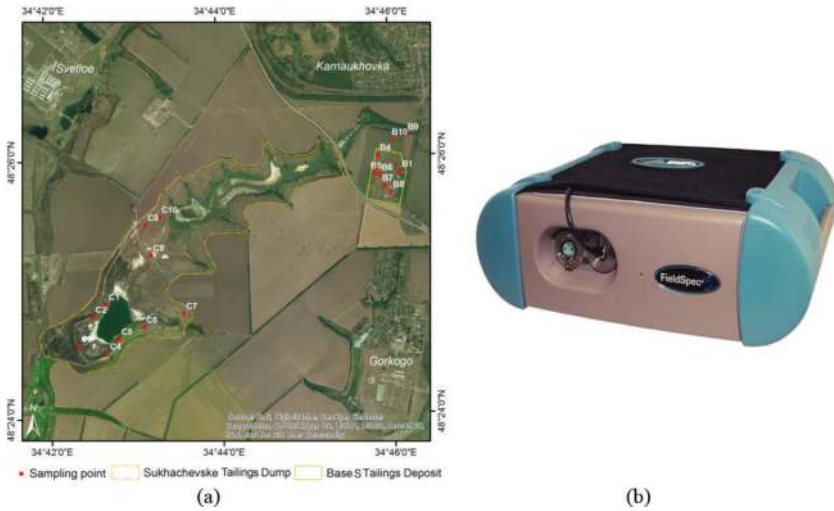 34°42'0"E 34°44'0"E 34°46'0"E
Svetloe
Karnaukhovka
B9
B10
48°26'0"N 48°26'0"N
B4
B1
B5 B6
B7
B8
C10
C9
C8
C1
C2
C7
C6
C5
C4
Gorkogo
48°24'0"N 48°24'0"N
N
34°42'0"E 34°44'0"E 34°46'0"E
Sampling point Sukhachevske Tailings Dump Base S Tailings Deposit
(a)
FieldSpec
(b)